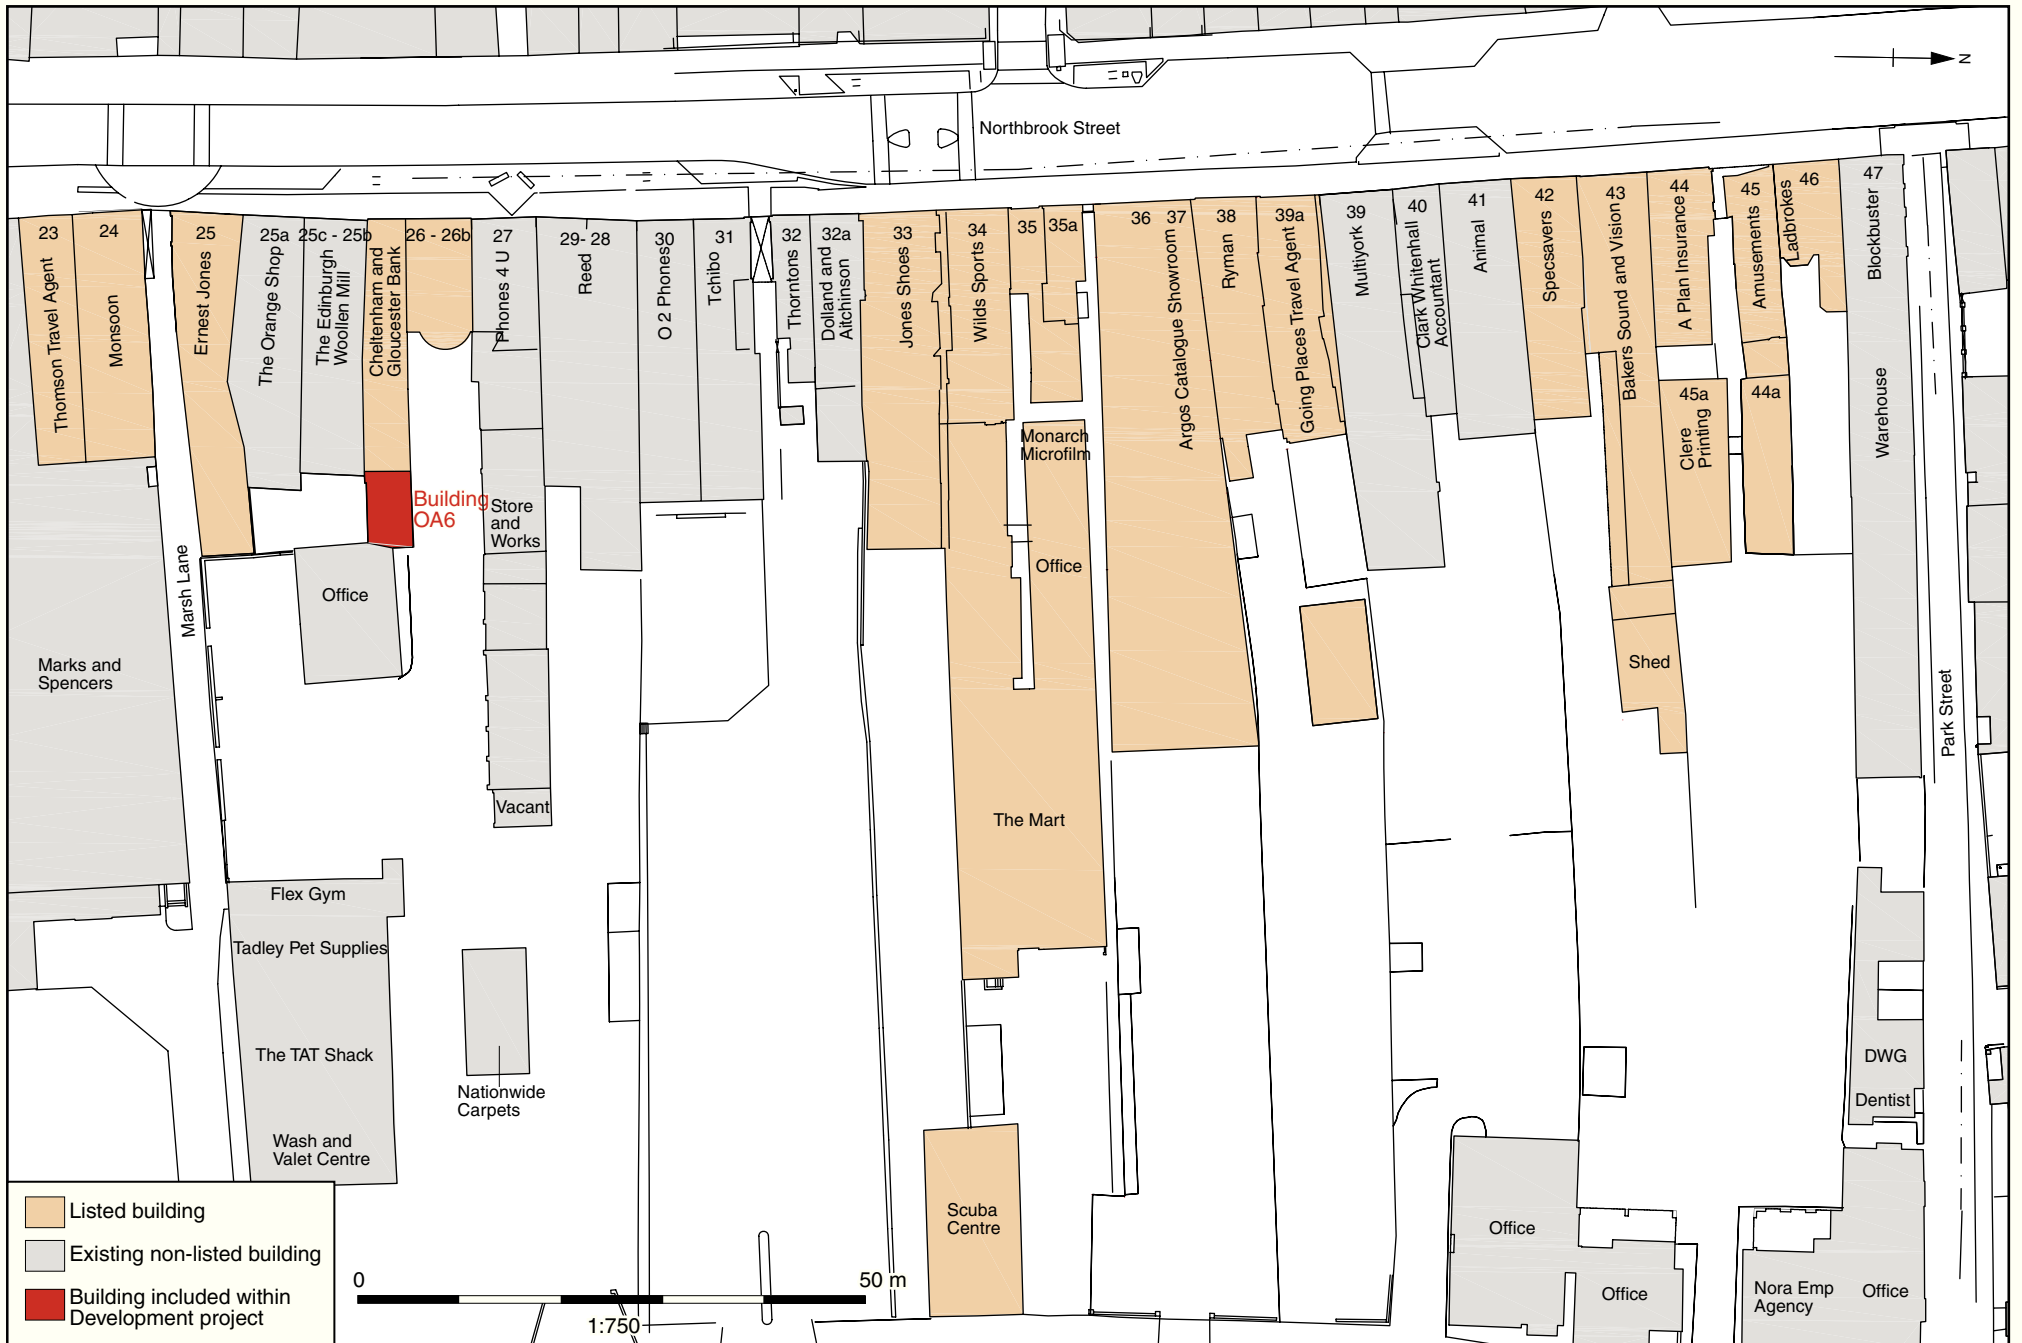 N
Northbrook Street
23
Thomson Travel Agent
24
Monsoon
25
Ernest Jones
25a
The Orange Shop
25c - 25b
The Edinburgh
Woollen Mill
Cheltenham and
Gloucester Bank
26 - 26b
27
Phones 4 U
29- 28
Reed
30
O 2 Phones
31
Tchibo
32
Thorntons
32a
Dolland and
Aitchinson
33
Jones Shoes
34
Wilds Sports
35
35a
36
37
Argos Catalogue Showroom
38
Ryman
39a
Going Places Travel Agent
39
Multiyork
40
Clark Whitenhall
Accountant
41
Animal
42
Specsavers
43
Bakers Sound and Vision
44
A Plan Insurance
45
Amusements
Ladbrokes
46
47
Blockbuster
Warehouse
45a
Clere
Printing
44a
Monarch
Microfilm
Building
OA6
Store
and
Works
Office
Office
Marsh Lane
Marks and
Spencers
Shed
Park Street
Vacant
The Mart
Flex Gym
Tadley Pet Supplies
The TAT Shack
Wash and
Valet Centre
Nationwide
Carpets
DWG
Dentist
Scuba
Centre
Office
Office
Nora Emp
Agency
Office
Listed building
Existing non-listed building
Building included within
Development project
0
50 m
1:750